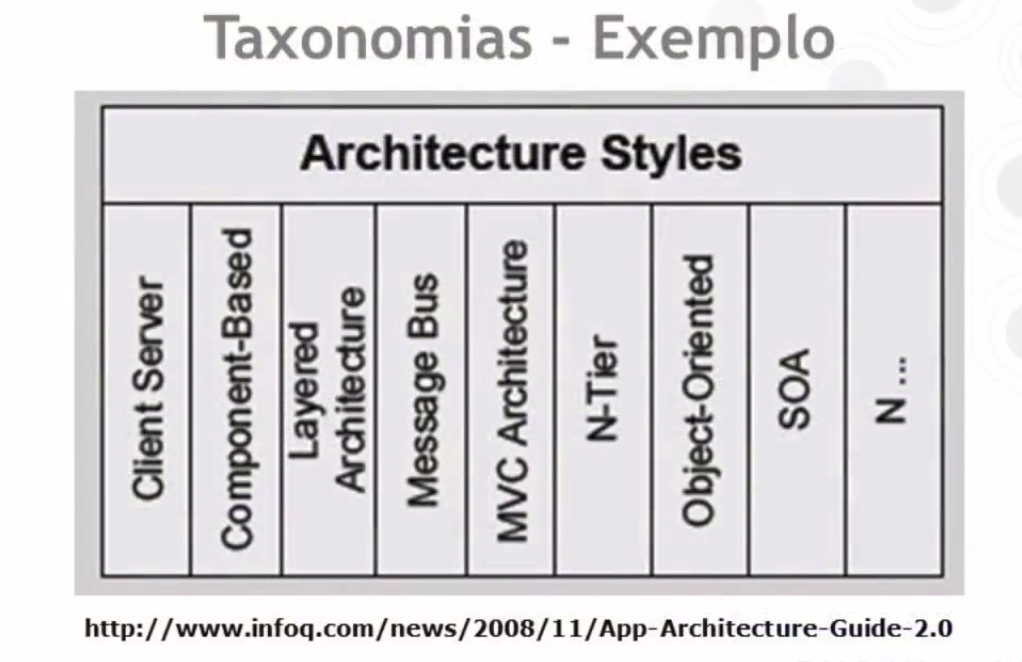 Taxonomias - Exemplo
Architecture Styles
Client Server
Component-Based
Layered
Architecture
Message Bus
MVC Architecture
N-Tier
Object-Oriented
SOA
N ...
http://www.infoq.com/news/2008/11/App-Architecture-Guide-2.0